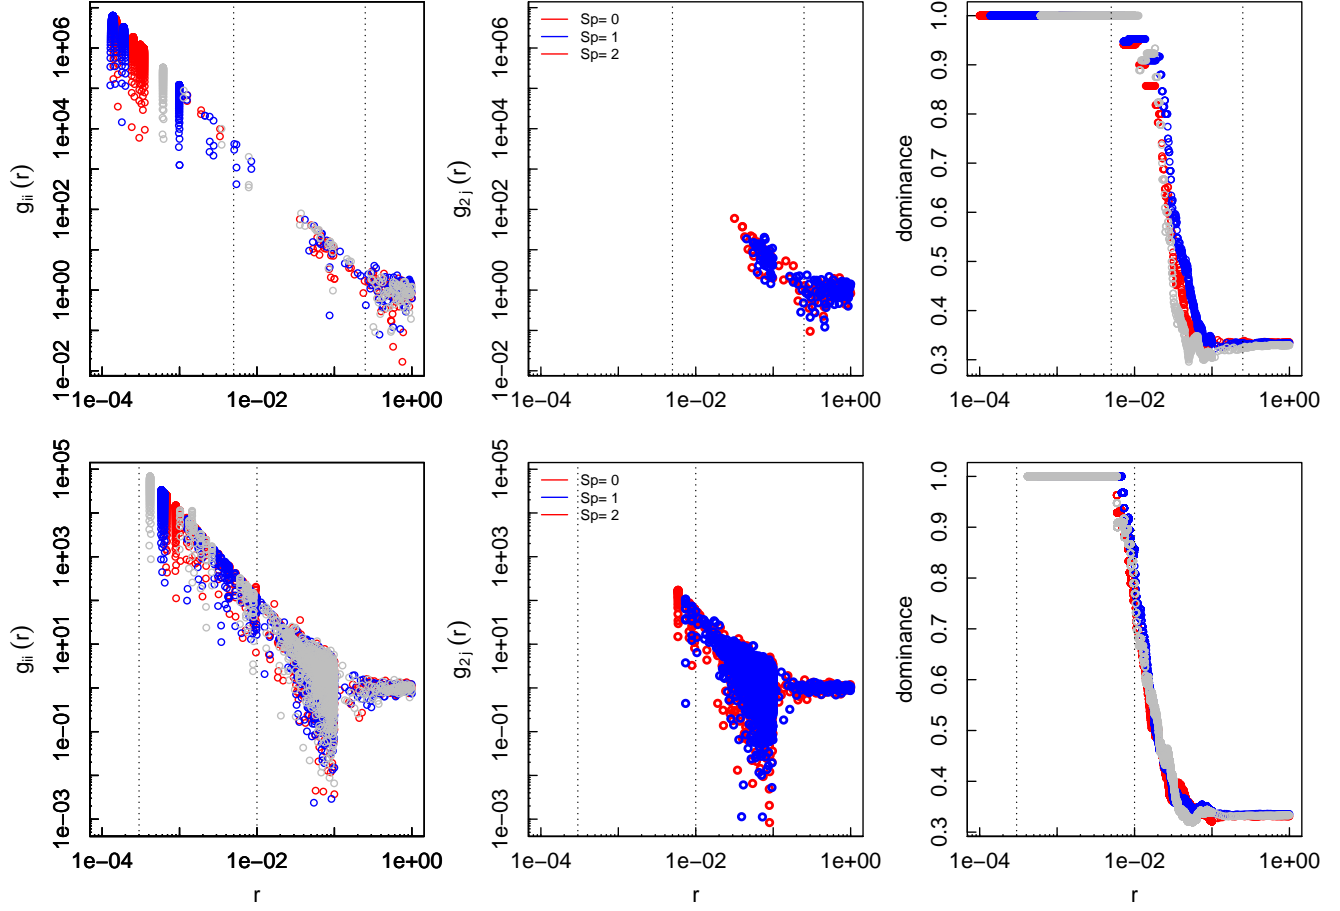 g_ii (r)
1e-02 1e+00 1e+02 1e+04 1e+06
1e-04 1e-02 1e+00
g_2 j (r)
1e-02 1e+00 1e+02 1e+04 1e+06
Sp= 0
Sp= 1
Sp= 2
1e-04 1e-02 1e+00
dominance
0.3 0.4 0.5 0.6 0.7 0.8 0.9 1.0
1e-04 1e-02 1e+00
g_ii (r)
1e-03 1e-01 1e+01 1e+03 1e+05
1e-04 1e-02 1e+00
r
g_2 j (r)
1e-03 1e-01 1e+01 1e+03 1e+05
Sp= 0
Sp= 1
Sp= 2
1e-04 1e-02 1e+00
r
dominance
0.3 0.4 0.5 0.6 0.7 0.8 0.9 1.0
1e-04 1e-02 1e+00
r